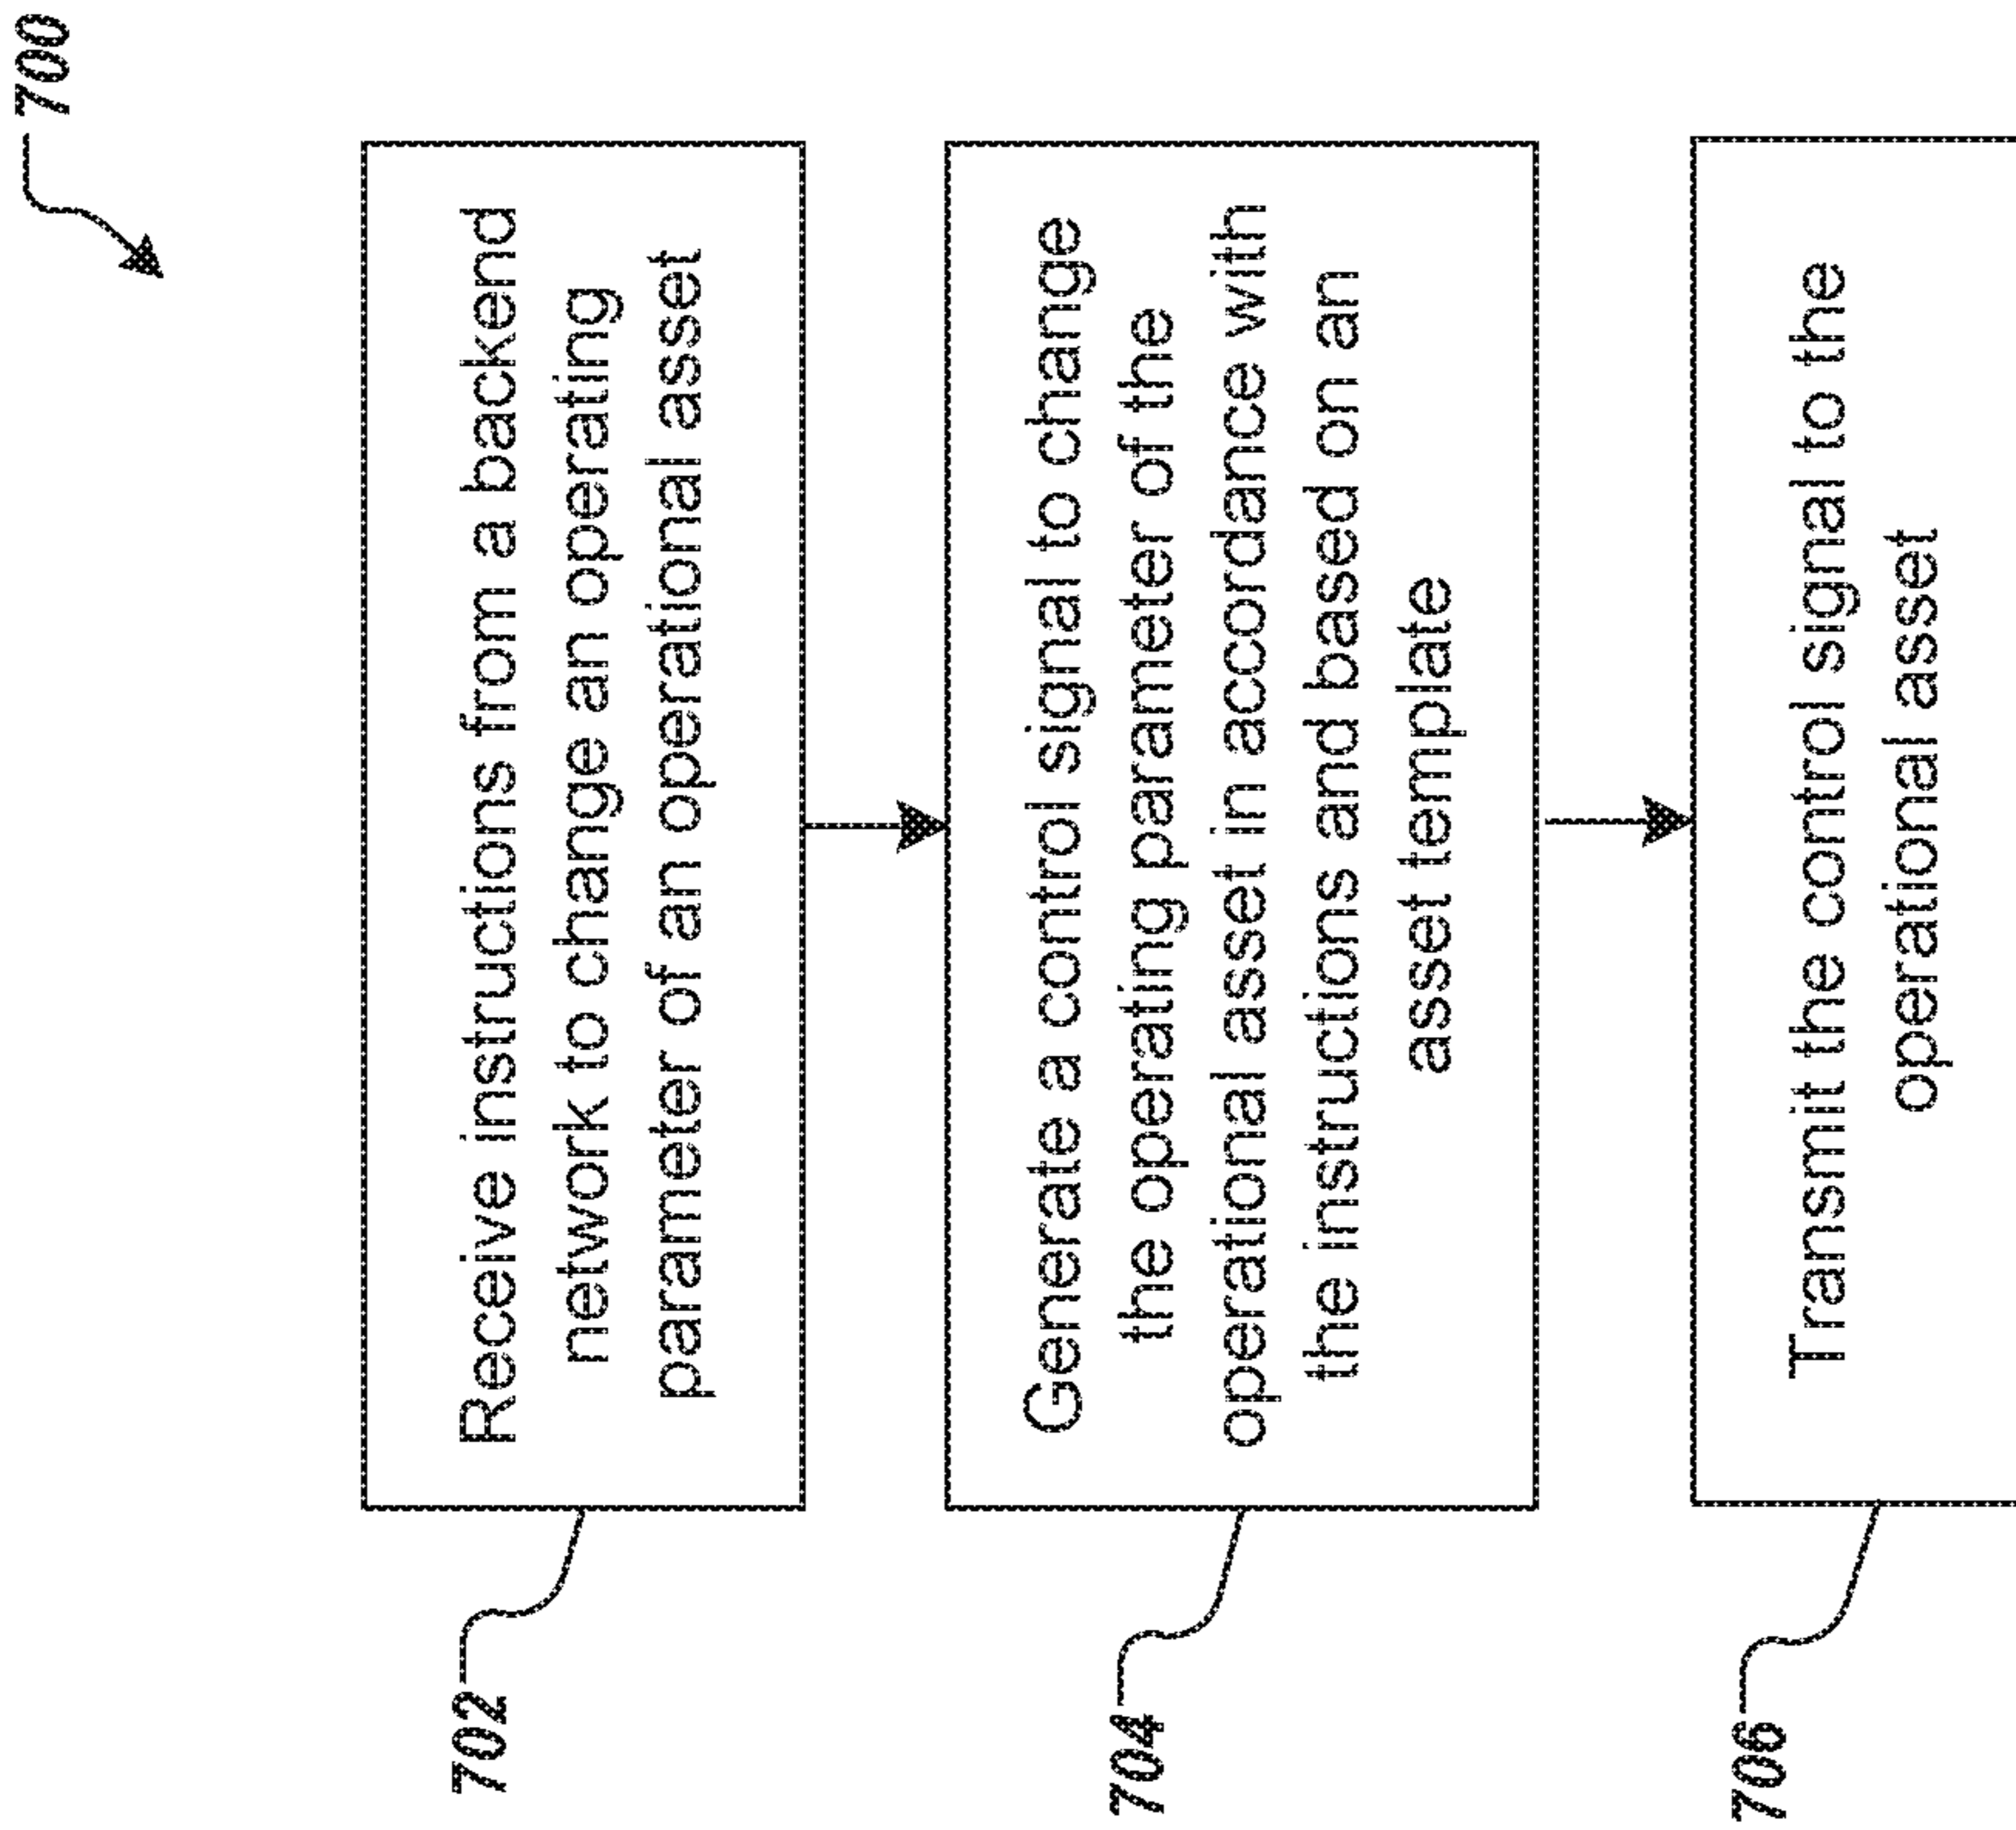 700
702
Receive instructions from a backend
network to change an operating
parameter of an operational asset
704
Generate a control signal to change
the operating parameter of the
operational asset in accordance with
the instructions and based on an
asset template
706
Transmit the control signal to the
operational asset